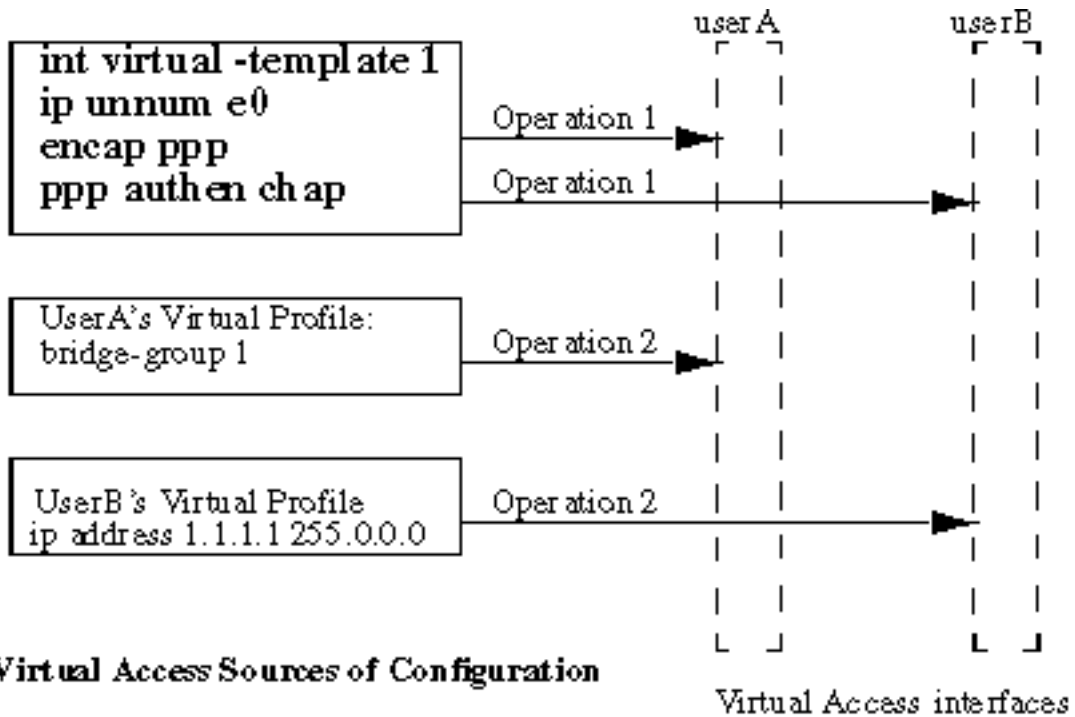 userA
userB
int virtual -template 1
ip unnum e0
encap ppp
ppp authen chap
Operation 1
Operation 1
UserA's Virtual Profile:
bridge-group 1
Operation 2
UserB's Virtual Profile
ip address 1.1.1.1 255.0.0.0
Operation 2
Virtual Access Sources of Configuration
Virtual Access interfaces